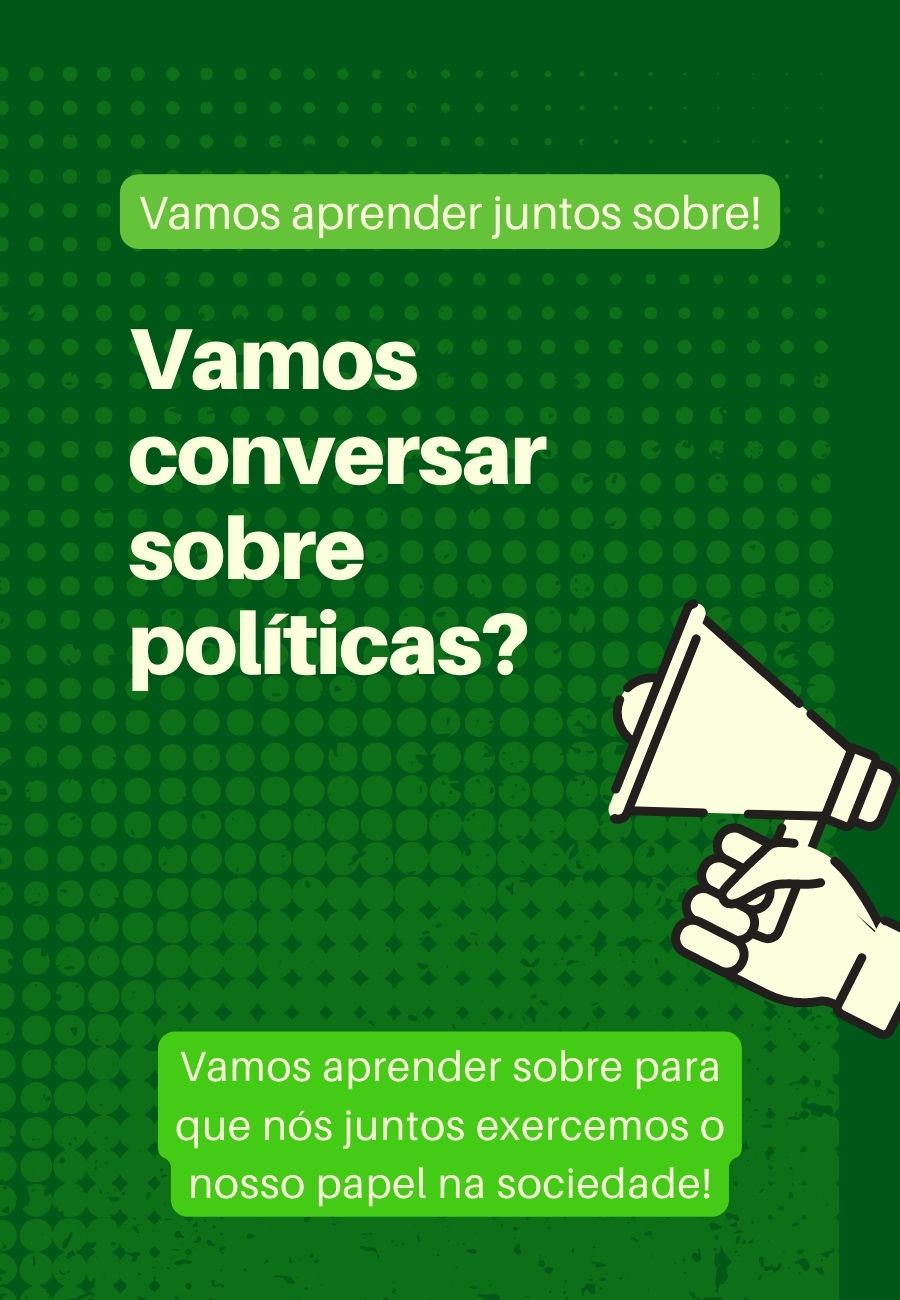 Vamos aprender juntos sobre!
Vamos
conversar
sobre
políticas?
Vamos aprender sobre para
que nós juntos exercemos o
nosso papel na sociedade!